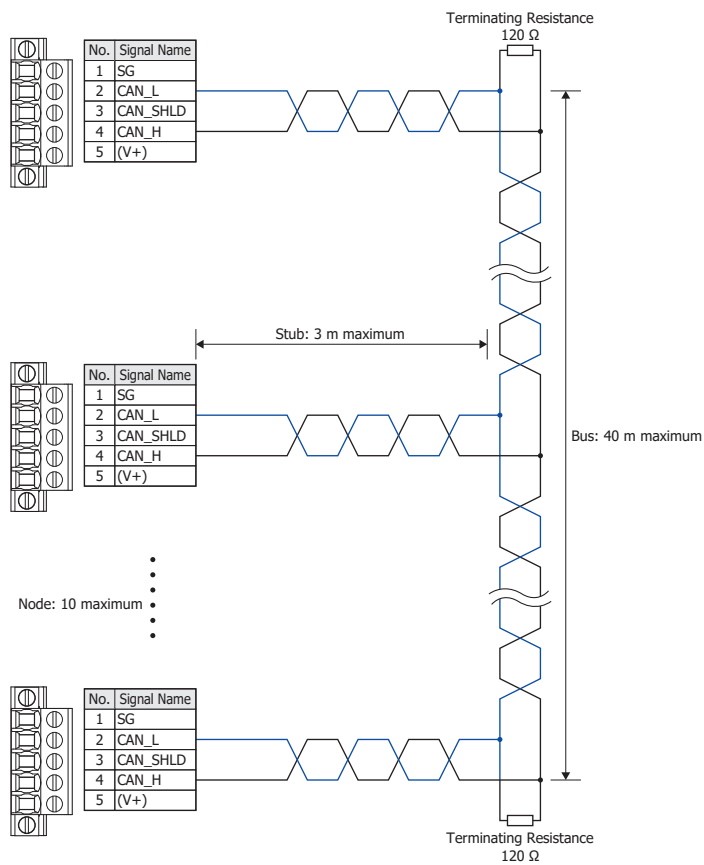 Terminating Resistance
120 Ω
No. Signal Name
1 SG
2 CAN_L
3 CAN_SHLD
4 CAN_H
5 (V+)
Stub: 3 m maximum
No. Signal Name
1 SG
2 CAN_L
3 CAN_SHLD
4 CAN_H
5 (V+)
Bus: 40 m maximum
Node: 10 maximum
No. Signal Name
1 SG
2 CAN_L
3 CAN_SHLD
4 CAN_H
5 (V+)
Terminating Resistance
120 Ω